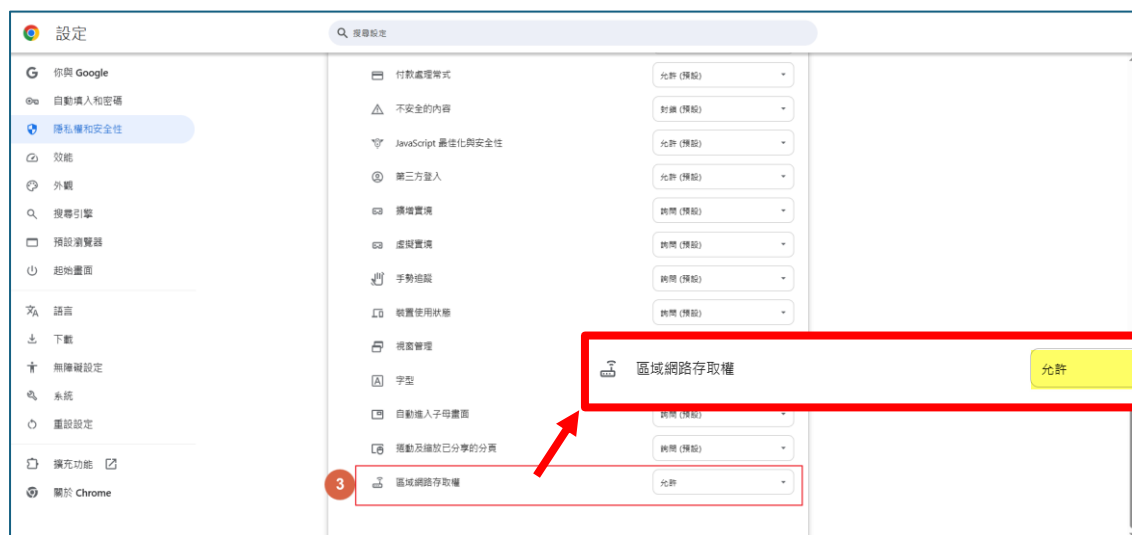 設定
搜尋設定
你與 Google
自動填入和密碼
隱私權和安全性
效能
外觀
搜尋引擎
預設瀏覽器
起始畫面
語言
下載
無障礙設定
系統
重設設定
擴充功能
關於 Chrome
付款處理常式
允許 (預設)
不安全的內容
封鎖 (預設)
JavaScript 最佳化與安全性
允許 (預設)
第三方登入
允許 (預設)
擴增實境
詢問 (預設)
虛擬實境
詢問 (預設)
手勢追蹤
詢問 (預設)
裝置使用狀態
詢問 (預設)
視窗管理
字型
區域網路存取權
允許
自動進入子母畫面
詢問 (預設)
捲動及縮放已分享的分頁
詢問 (預設)
3
區域網路存取權
允許